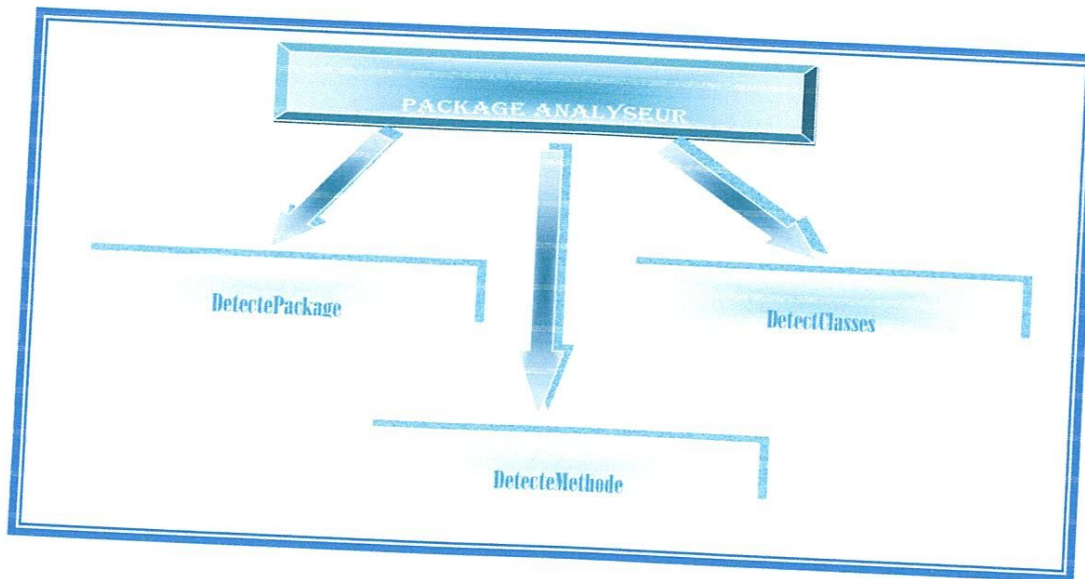 PACKAGE ANALYSEUR
DetectePackage
DetectClasses
DetecteMethode